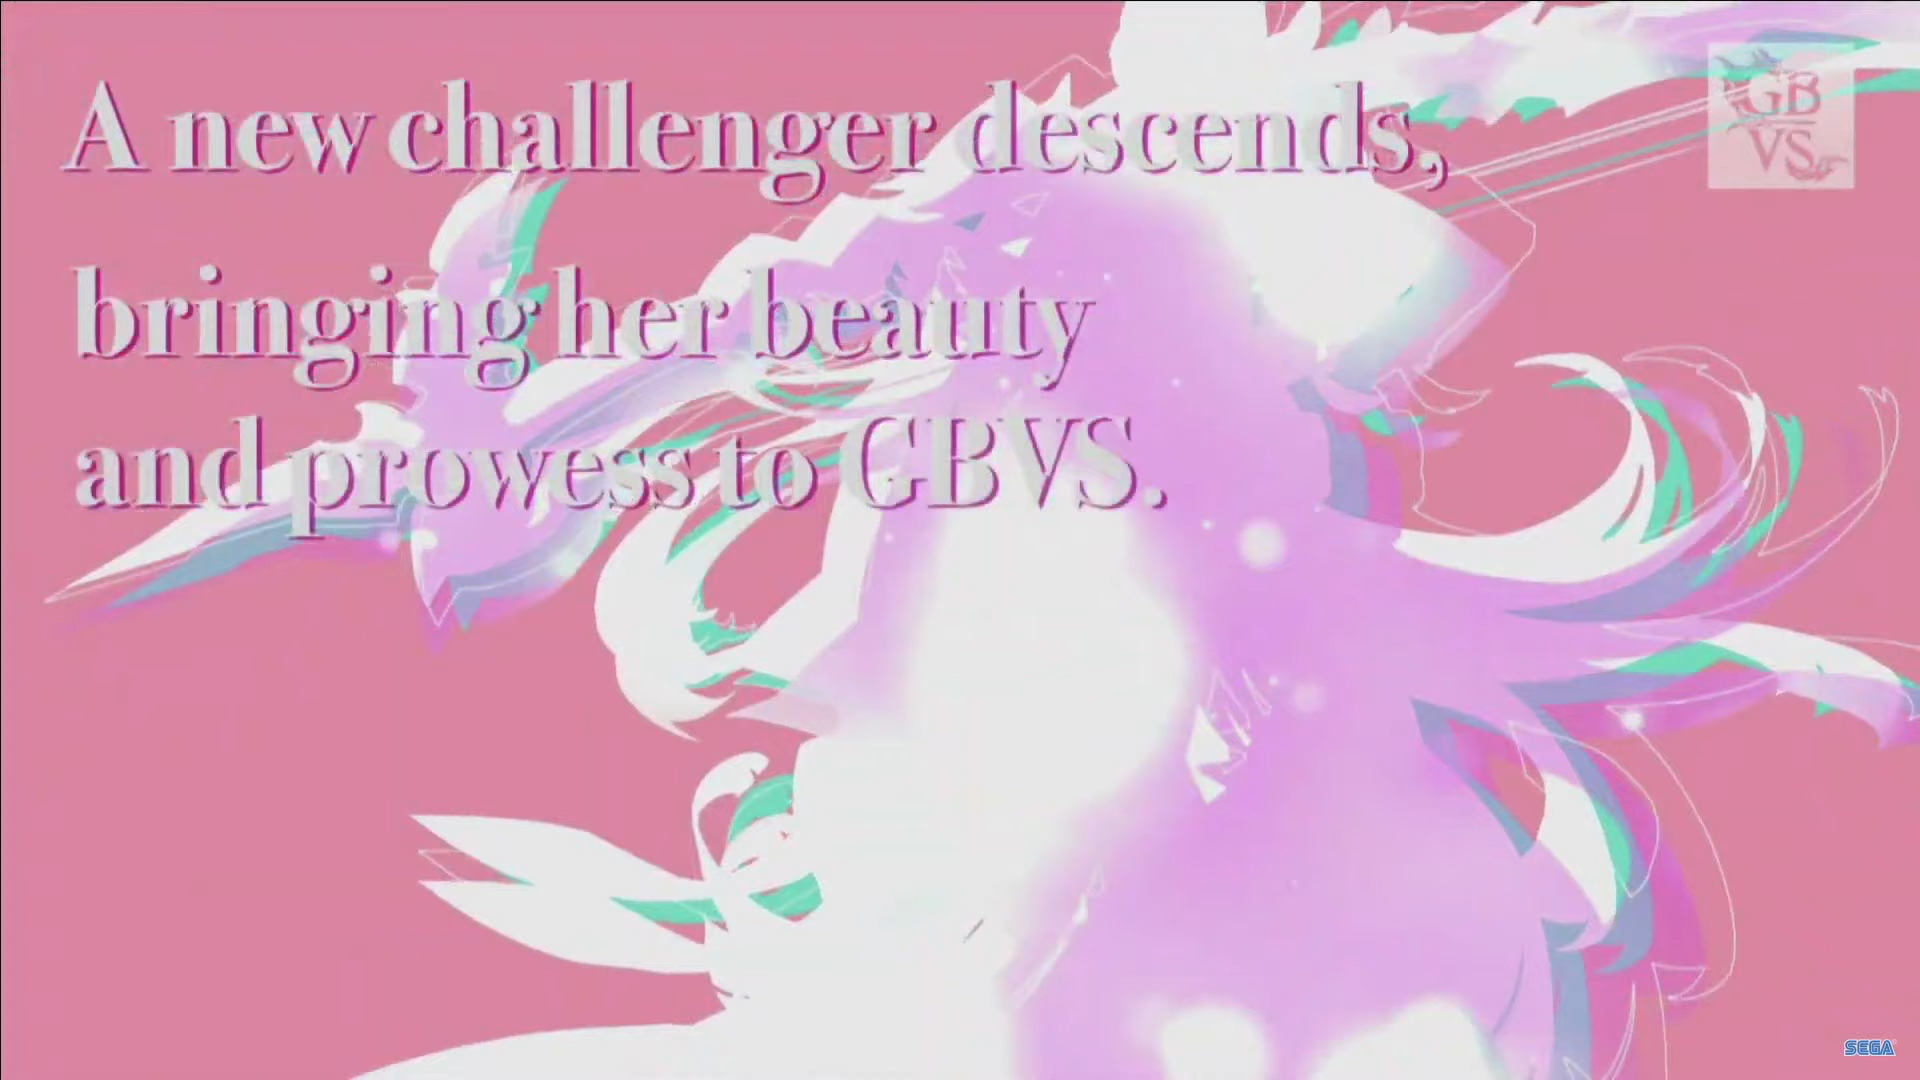 A new challenger descends,
GB
VS
bringing her beauty
and prowess to GBVS.
SEGA